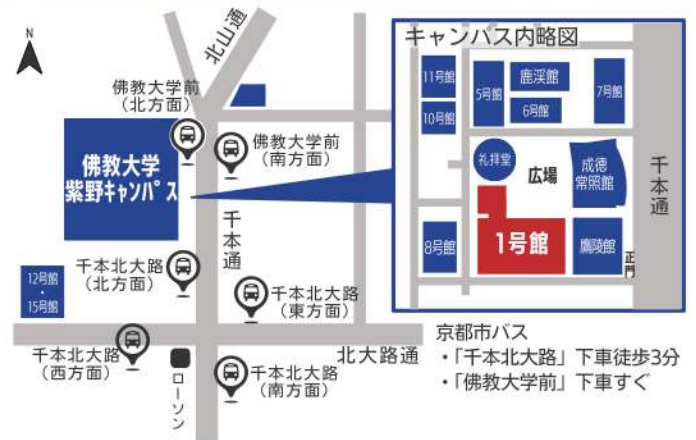 N
北山通
佛教大学前
(北方面)
佛教大学前
(南方面)
佛教大学
紫野キャンパス
千本通
千本北大路
(北方面)
千本北大路
(東方面)
12号館
・
15号館
千本北大路
(西方面)
ローソン
千本北大路
(南方面)
北大路通
キャンパス内略図
11号館
10号館
5号館
鹿渓館
6号館
7号館
礼拝堂
広場
成徳
常照館
千本通
8号館
1号館
鷹陵館
正門
京都市バス
・「千本北大路」下車徒歩3分
・「佛教大学前」下車すぐ